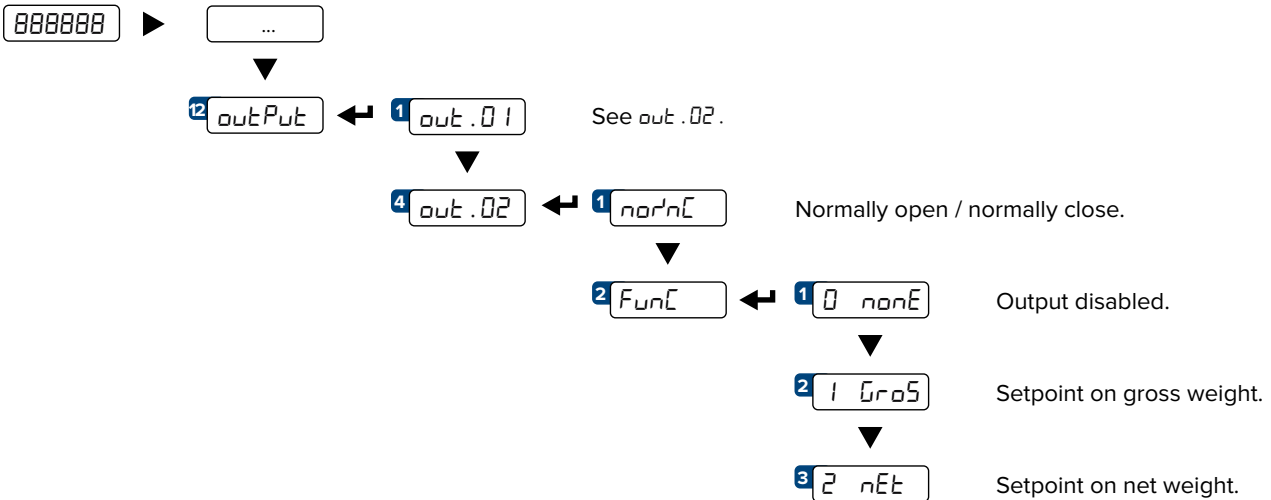 888888
...
12 outPut 1 out.01 See out.02.
4 out.02 1 no/nC Normally open / normally close.
2 FunC 1 0 nonE Output disabled.
2 1 GroS Setpoint on gross weight.
3 2 nEt Setpoint on net weight.